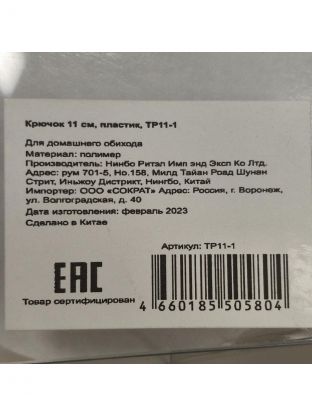 Крючок 11 см, пластик, TP11-1
Для домашнего обихода
Материал: полимер
Производитель: Нинбо Ритэл Имп энд Эксп Ко Лтд.
Адрес: рум 701-5, Но.158, Милд Тайан Роад Шунан
Стрит, Иньжоу Дистрикт, Нингбо, Китай
Импортер: ООО «СОКРАТ» Адрес: Россия, г. Воронеж,
ул. Волгоградская, д. 40
Дата изготовления: февраль 2023
Сделано в Китае
Артикул: TP11-1
EAC
Товар сертифицирован
4 660185 505804